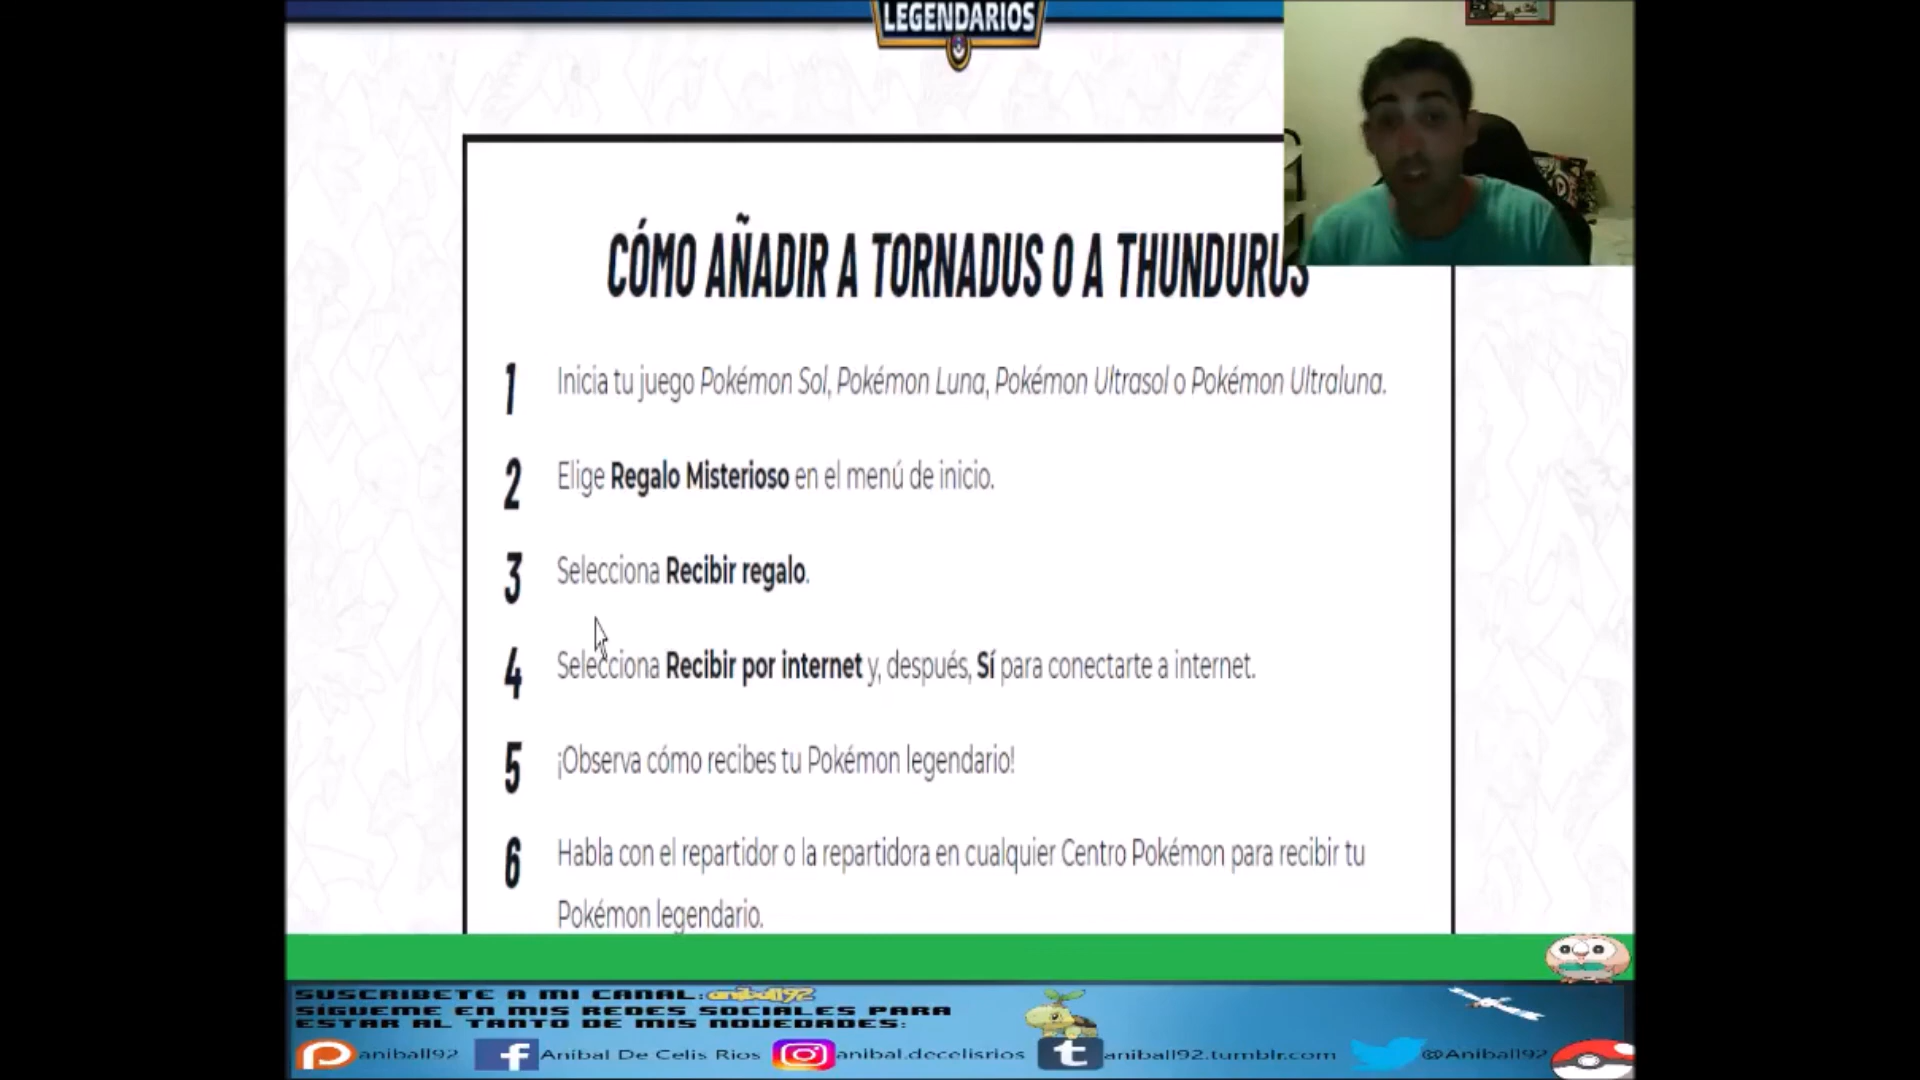 LEGENDARIOS
CÓMO AÑADIR A TORNADUS O A THUNDURUS
1 Inicia tu juego Pokémon Sol, Pokémon Luna, Pokémon Ultrasol o Pokémon Ultraluna.
2 Elige Regalo Misterioso en el menú de inicio.
3 Selecciona Recibir regalo.
4 Selecciona Recibir por internet y, después, Sí para conectarte a internet.
5 ¡Observa cómo recibes tu Pokémon legendario!
6 Habla con el repartidor o la repartidora en cualquier Centro Pokémon para recibir tu
Pokémon legendario.
SUSCRIBETE A MI CANAL: aniball92
SÍGUEME EN MIS REDES SOCIALES PARA
ESTAR AL TANTO DE MIS NOVEDADES:
aniball92 Aníbal De Celis Rios anibal.decelisrios aniball92.tumblr.com @Aniball92